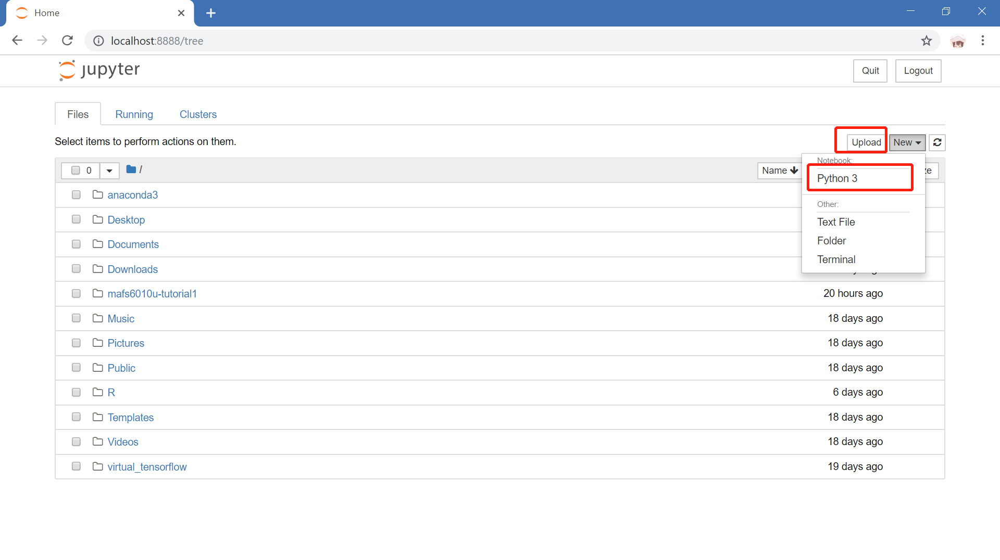 Home
localhost:8888/tree
jupyter
Quit
Logout
Files
Running
Clusters
Select items to perform actions on them.
Upload
New
0
/
Name
ze
Notebook:
Python 3
Other:
Text File
Folder
Terminal
anaconda3
Desktop
Documents
Downloads
mafs6010u-tutorial1
20 hours ago
Music
18 days ago
Pictures
18 days ago
Public
18 days ago
R
6 days ago
Templates
18 days ago
Videos
18 days ago
virtual_tensorflow
19 days ago